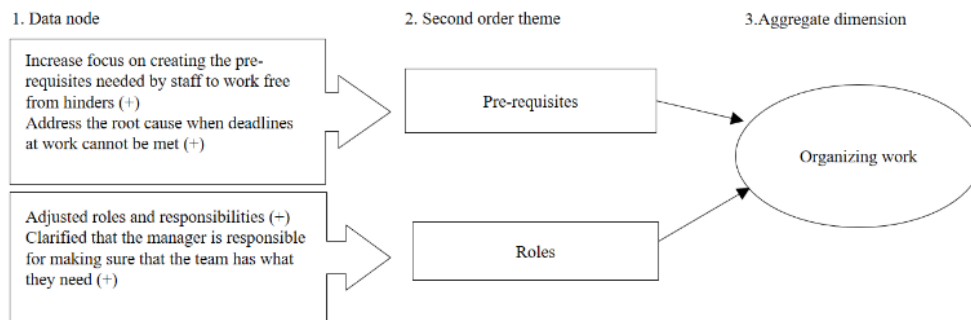 1. Data node
2. Second order theme
3.Aggregate dimension
Increase focus on creating the pre-
requisites needed by staff to work free
from hinders (+)
Address the root cause when deadlines
at work cannot be met (+)
Pre-requisites
Organizing work
Adjusted roles and responsibilities (+)
Clarified that the manager is responsible
for making sure that the team has what
they need (+)
Roles